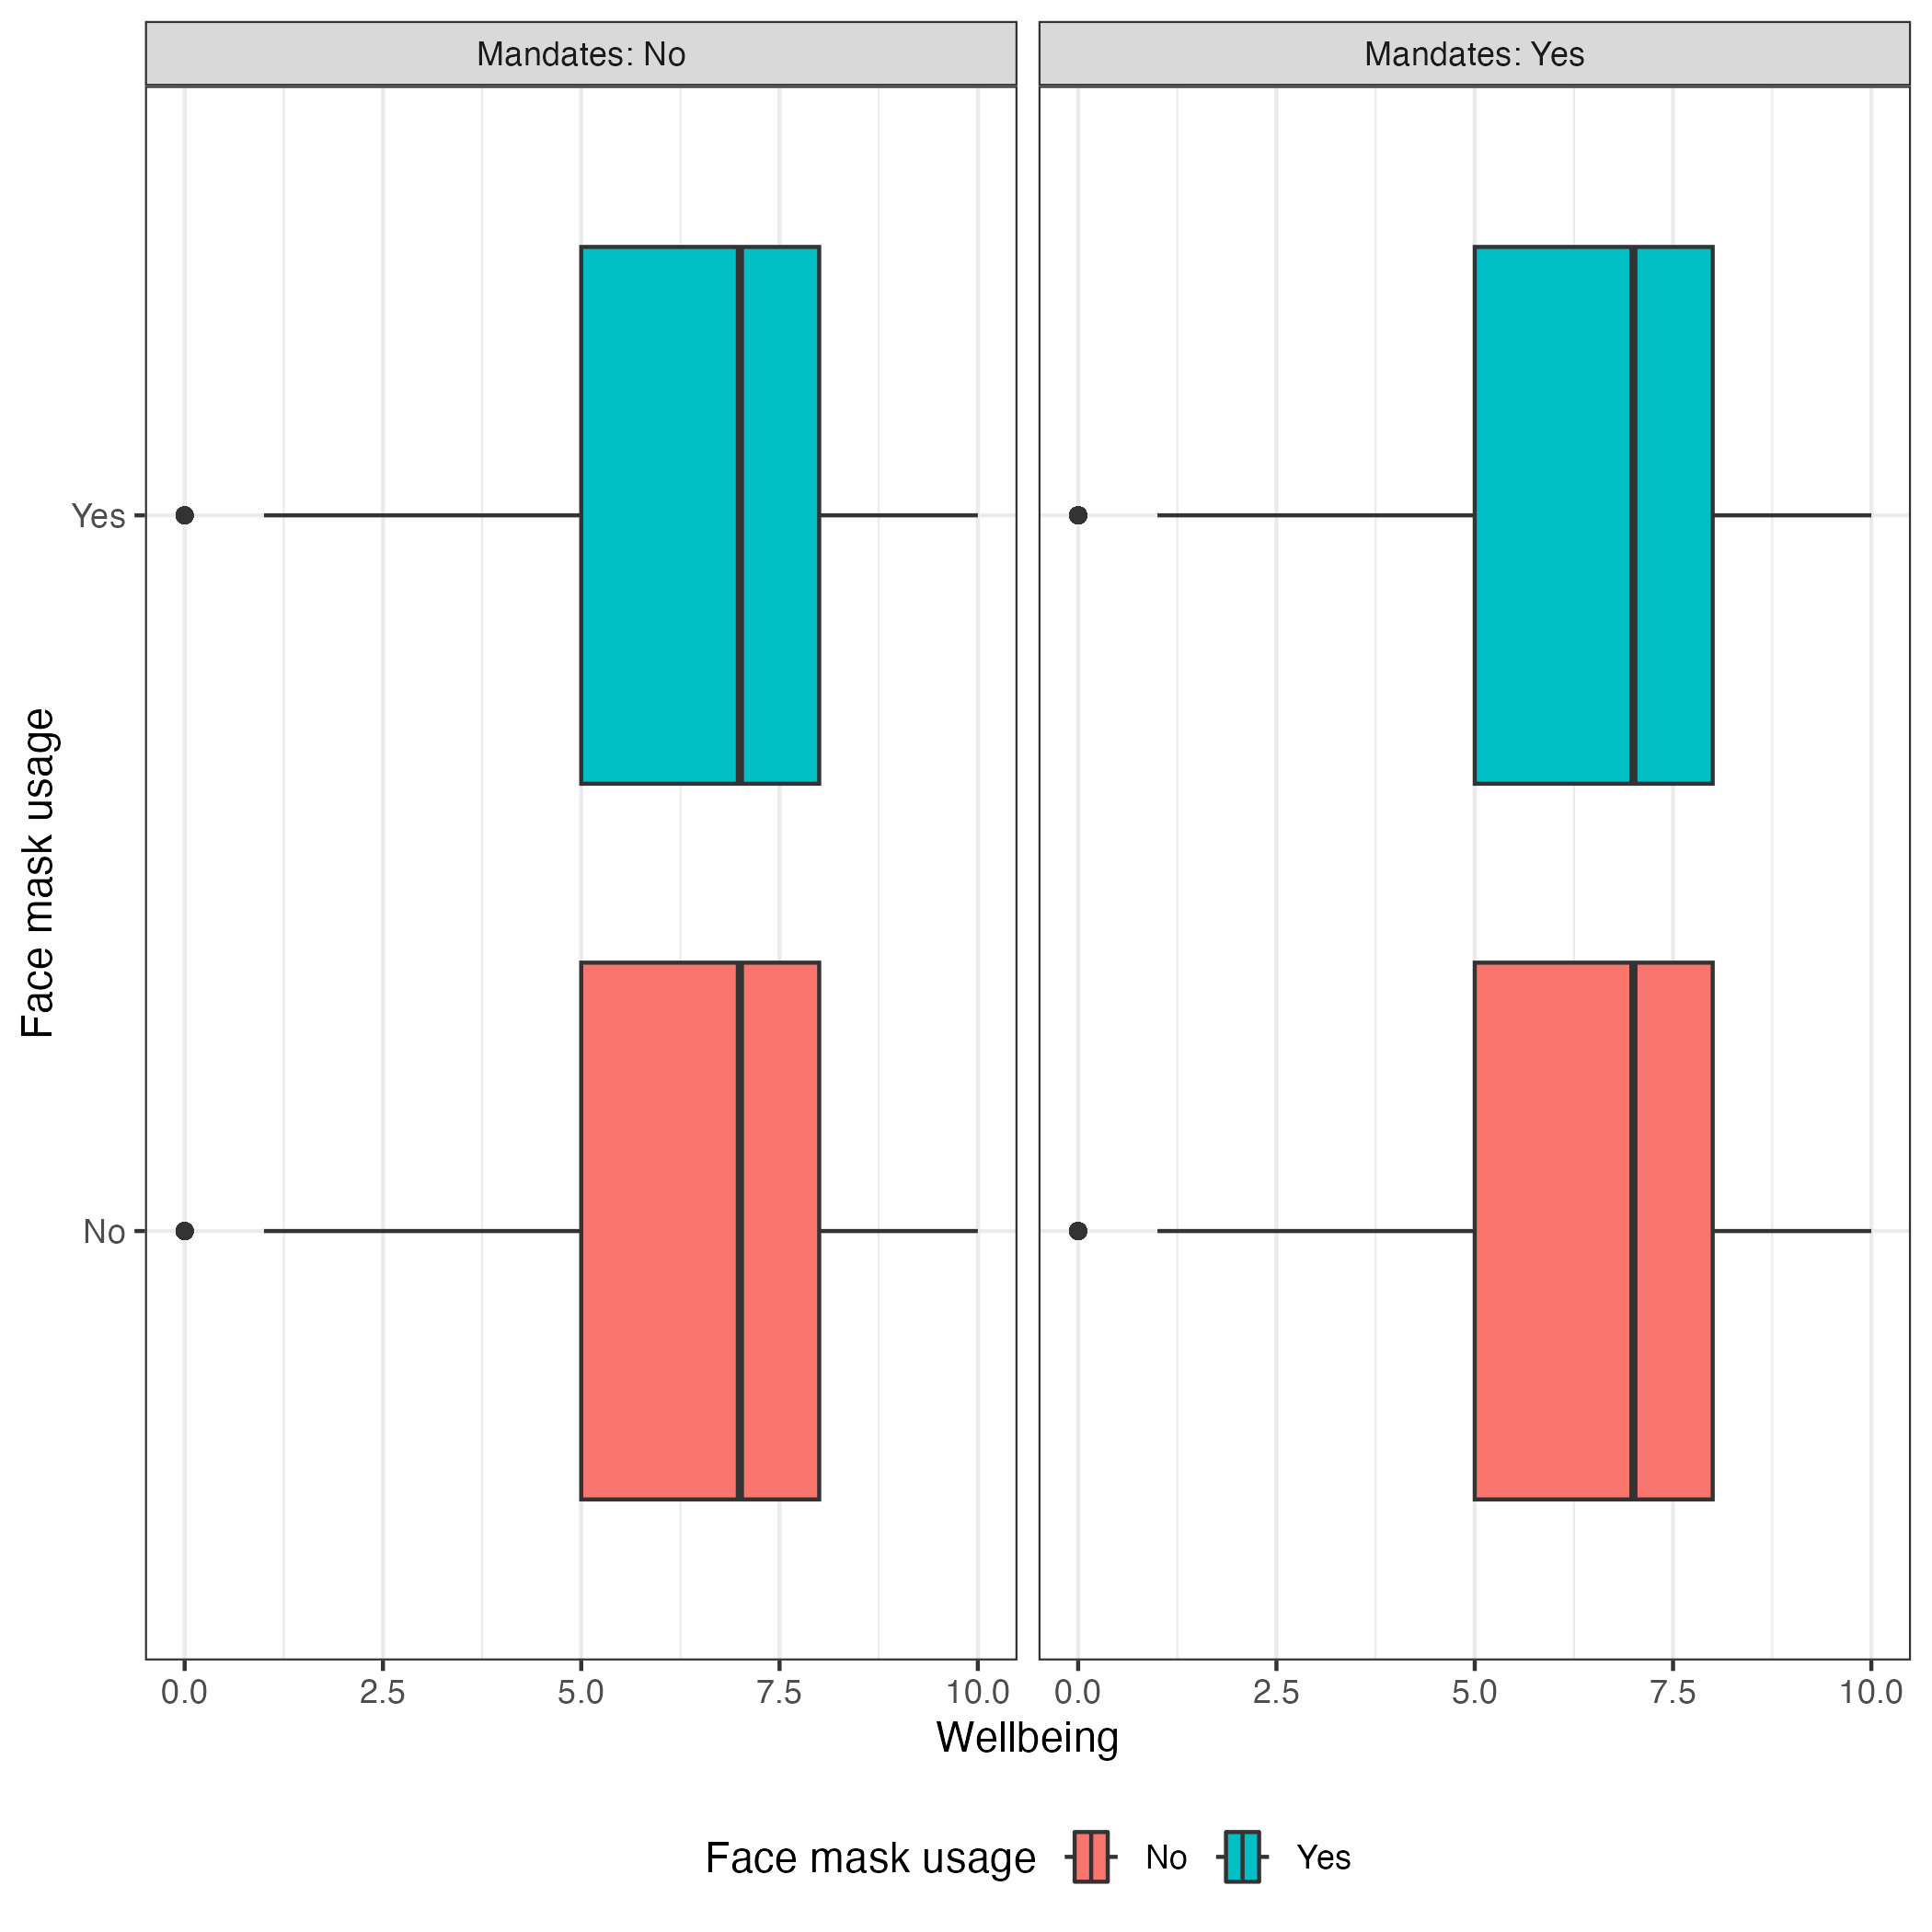 Mandates: No
Mandates: Yes
Face mask usage
Yes
No
0.0 2.5 5.0 7.5 10.0 0.0 2.5 5.0 7.5 10.0
Wellbeing
Face mask usage No Yes